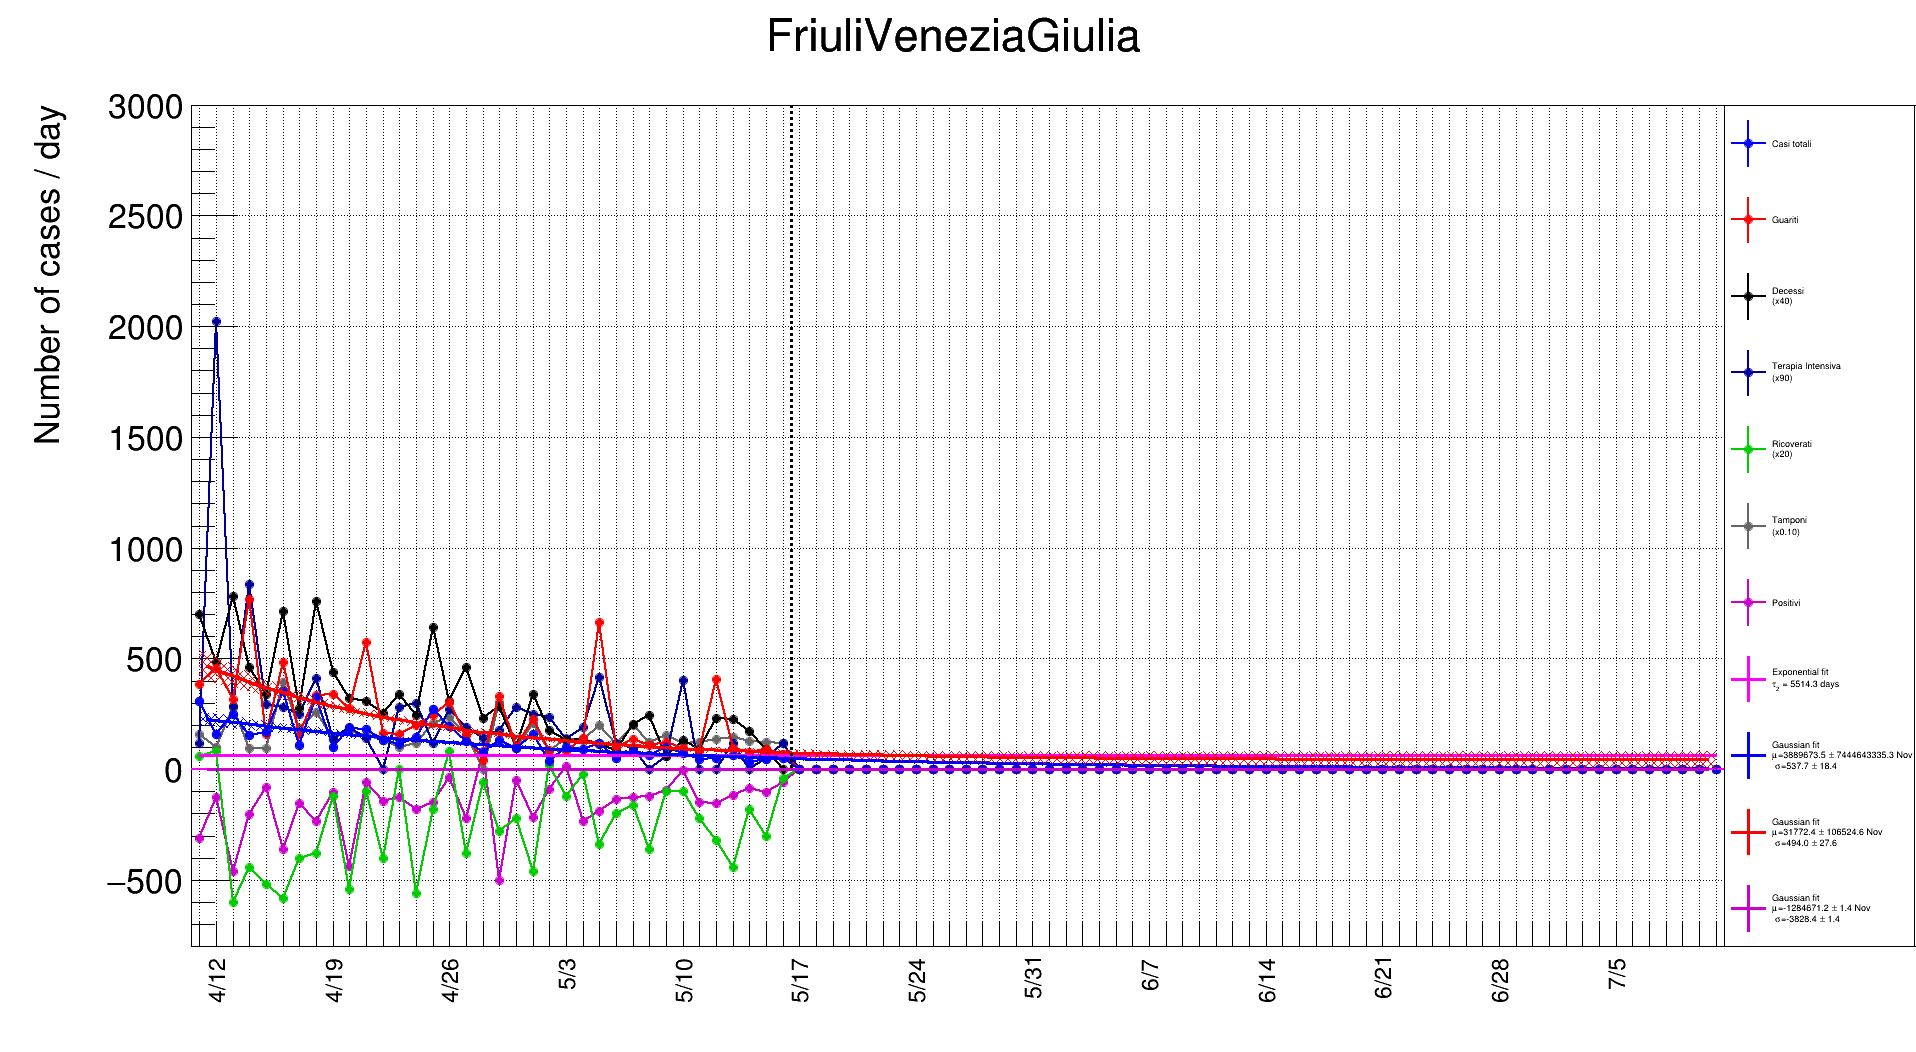 FriuliVeneziaGiulia
Number of cases / day
3000
2500
2000
1500
1000
500
0
−500
4/12
4/19
4/26
5/3
5/10
5/17
5/24
5/31
6/7
6/14
6/21
6/28
7/5
Casi totali
Guariti
Decessi
(x40)
Terapia Intensiva
(x90)
Ricoverati
(x20)
Tamponi
(x0.10)
Positivi
Exponential fit
τ2 = 5514.3 days
Gaussian fit
μ=3889673.5 ± 7444643335.3 Nov
σ=537.7 ± 18.4
Gaussian fit
μ=31772.4 ± 106524.6 Nov
σ=494.0 ± 27.6
Gaussian fit
μ=-1284671.2 ± 1.4 Nov
σ=-3828.4 ± 1.4